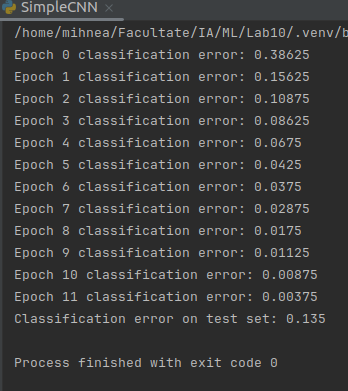 SimpleCNN
/home/mihnea/Facultate/IA/ML/Lab10/.venv/b
Epoch 0 classification error: 0.38625
Epoch 1 classification error: 0.15625
Epoch 2 classification error: 0.10875
Epoch 3 classification error: 0.08625
Epoch 4 classification error: 0.0675
Epoch 5 classification error: 0.0425
Epoch 6 classification error: 0.0375
Epoch 7 classification error: 0.02875
Epoch 8 classification error: 0.0175
Epoch 9 classification error: 0.01125
Epoch 10 classification error: 0.00875
Epoch 11 classification error: 0.00375
Classification error on test set: 0.135
Process finished with exit code 0